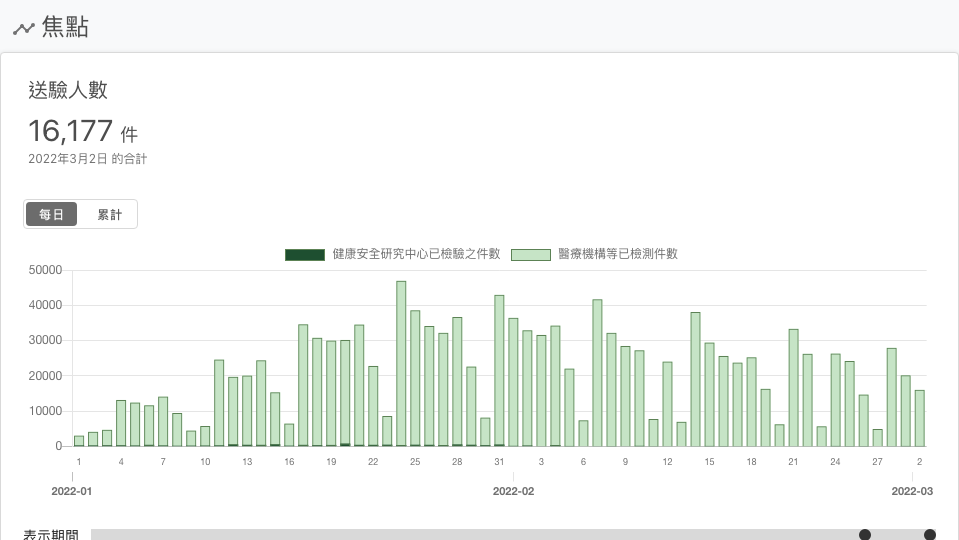 焦點
送驗人數
16,177 件
2022年3月2日 的合計
每日 累計
健康安全研究中心已檢驗之件數 醫療機構等已檢測件數
50000
40000
30000
20000
10000
0
1 4 7 10 13 16 19 22 25 28 31 3 6 9 12 15 18 21 24 27 2
2022-01 2022-02 2022-03
表示期間